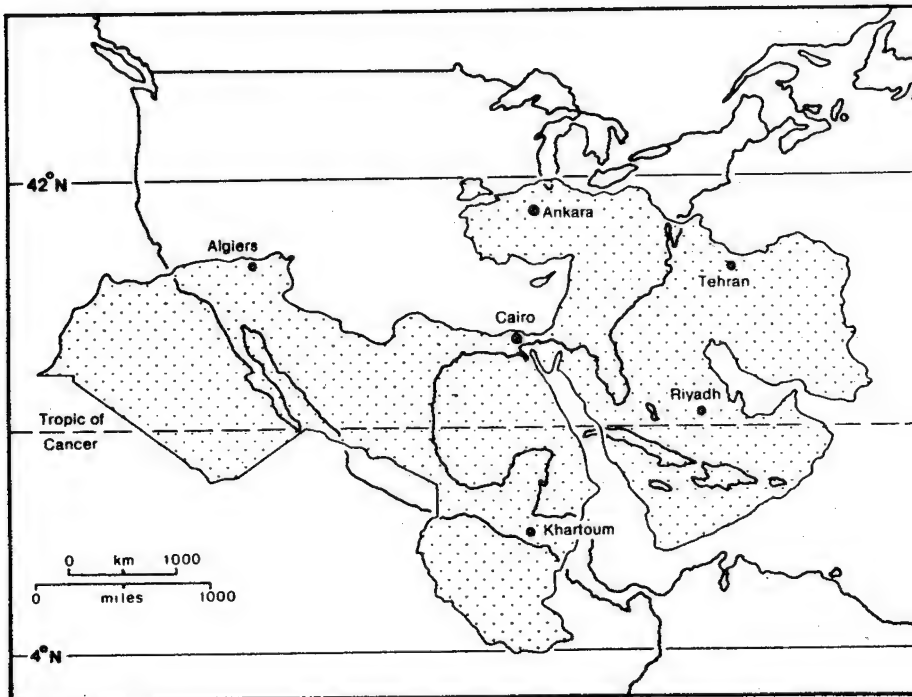 42°N
Ankara
Algiers
Tehran
Cairo
Riyadh
Tropic of
Cancer
Khartoum
0 km 1000
0 miles 1000
4°N